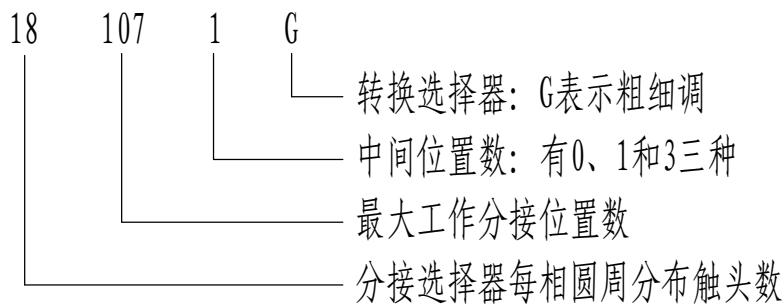 18 107 1 G
转换选择器：G表示粗细调
中间位置数：有0、1和3三种
最大工作分接位置数
分接选择器每相圆周分布触头数